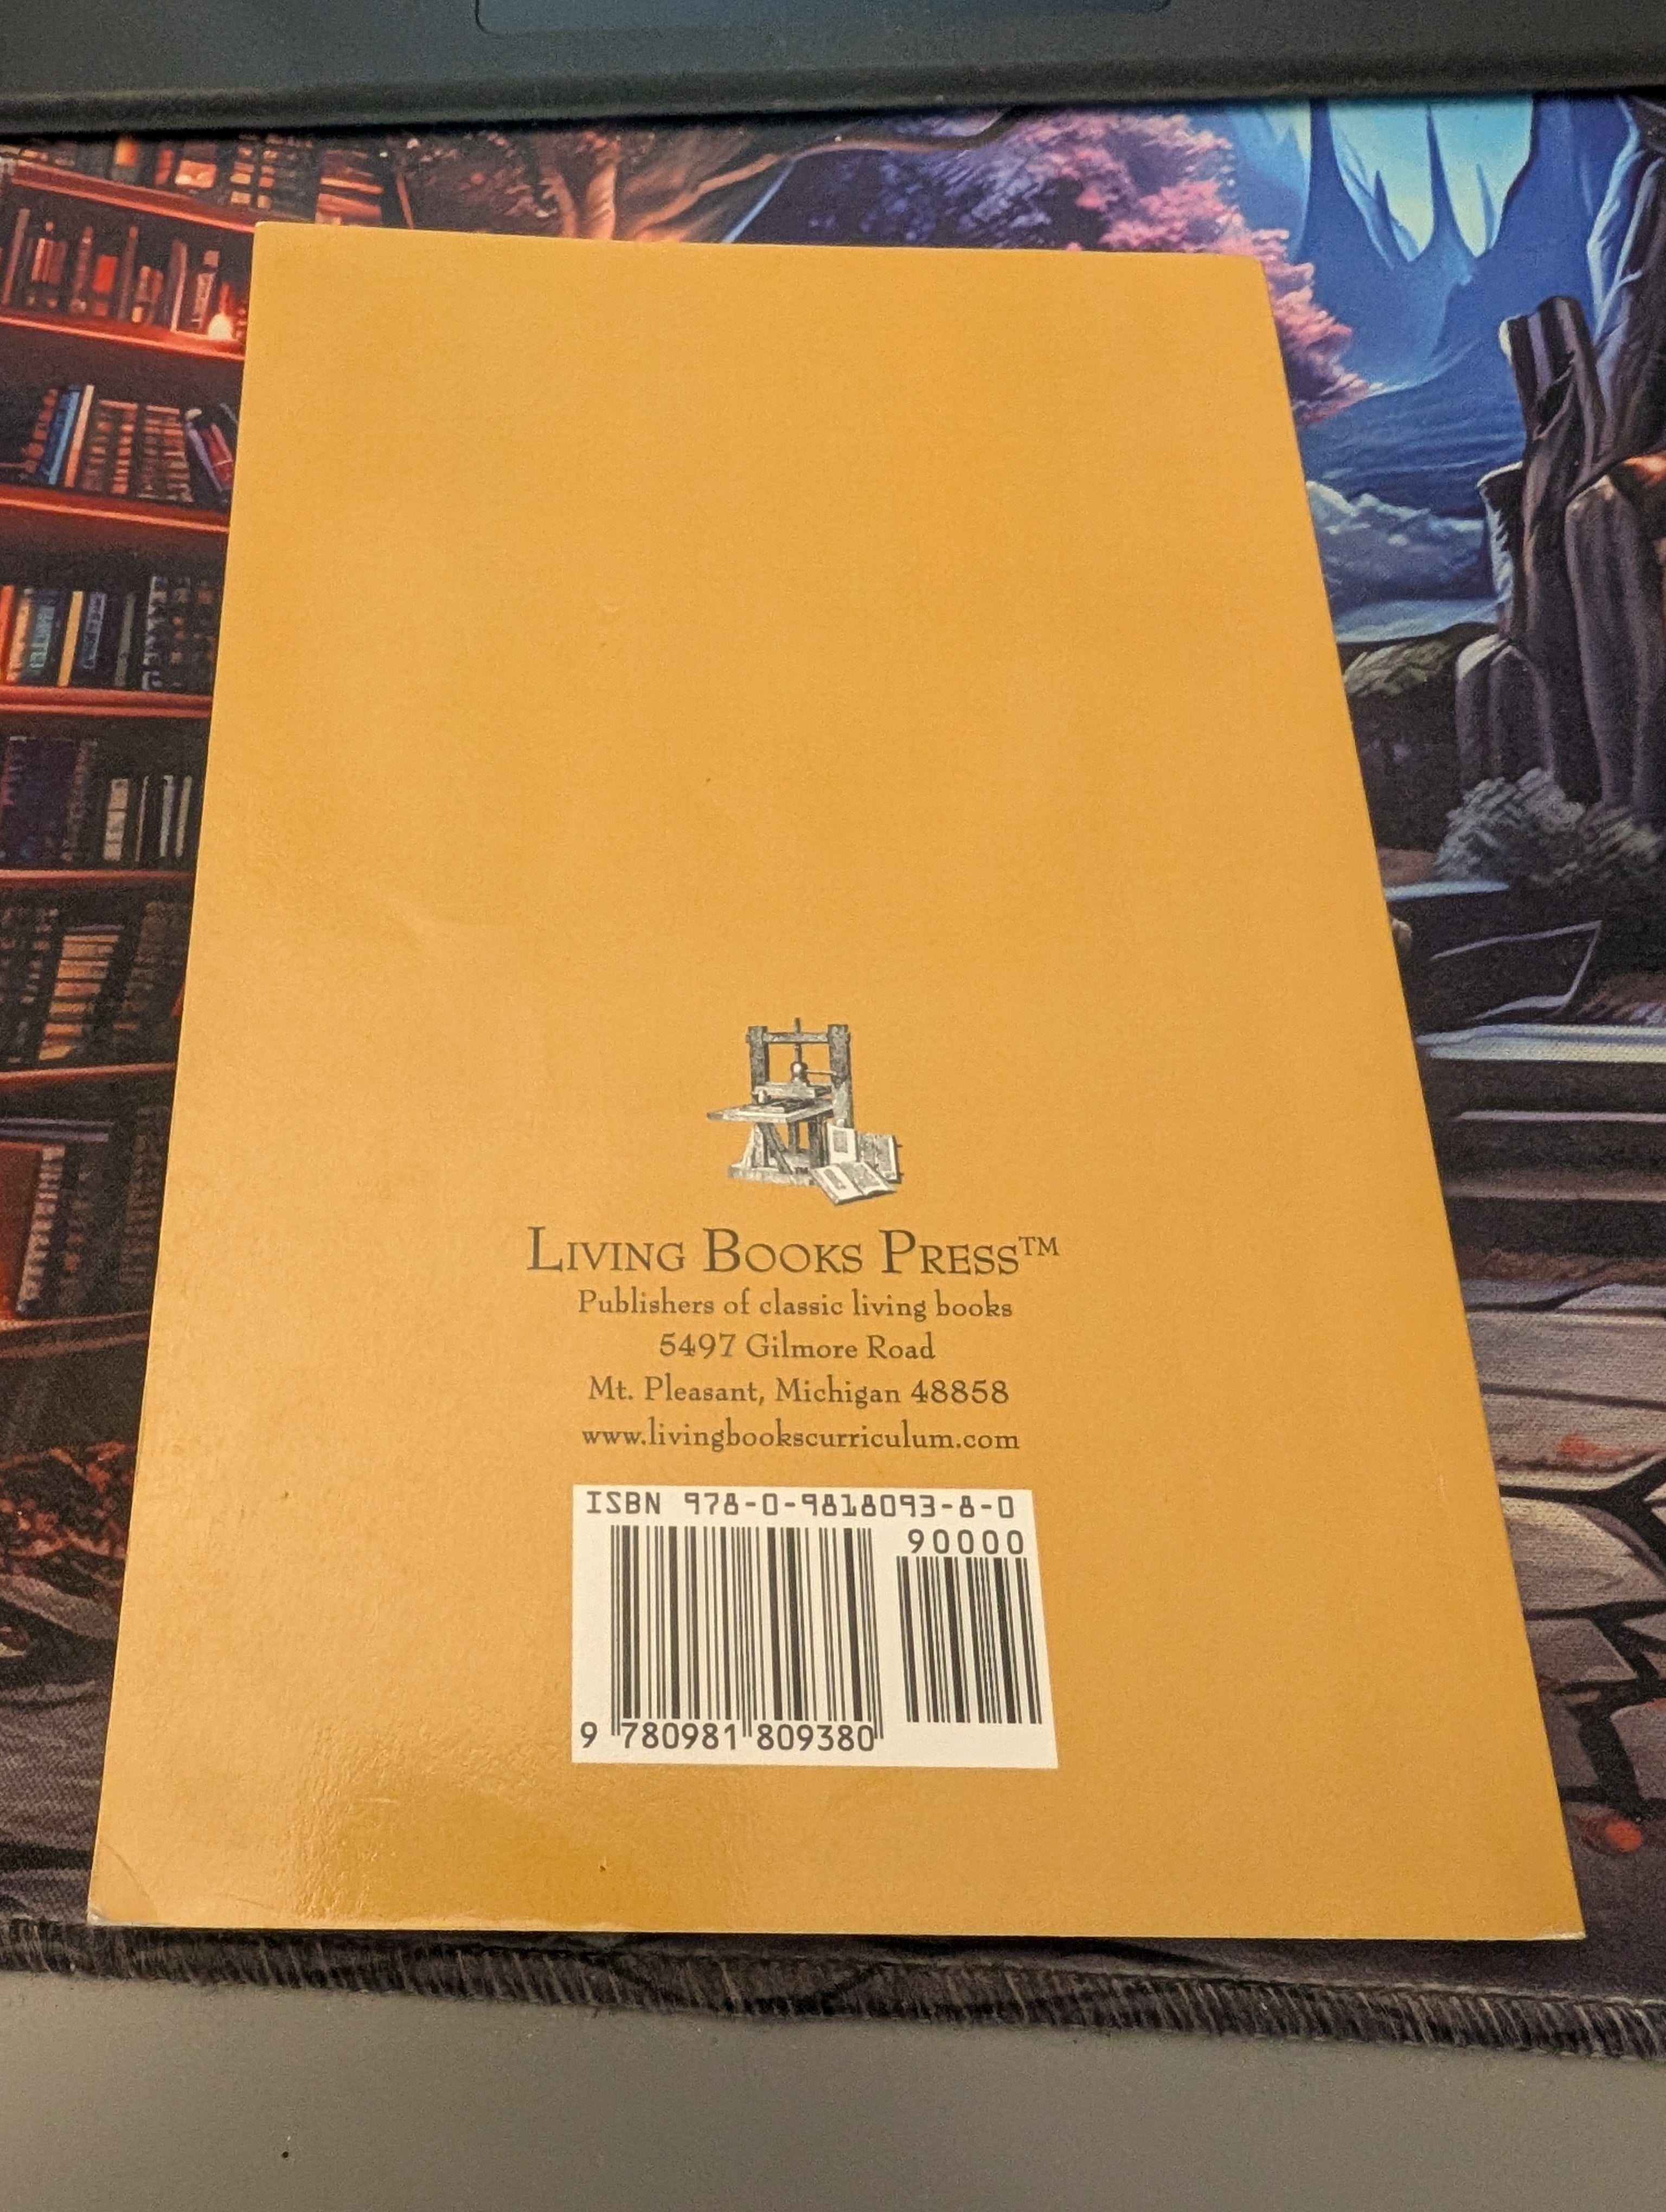 LIVING BOOKS PRESS™
Publishers of classic living books
5497 Gilmore Road
Mt. Pleasant, Michigan 48858
www.livingbookscurriculum.com
ISBN 978-0-9818093-8-0
90000
9 780981 809380